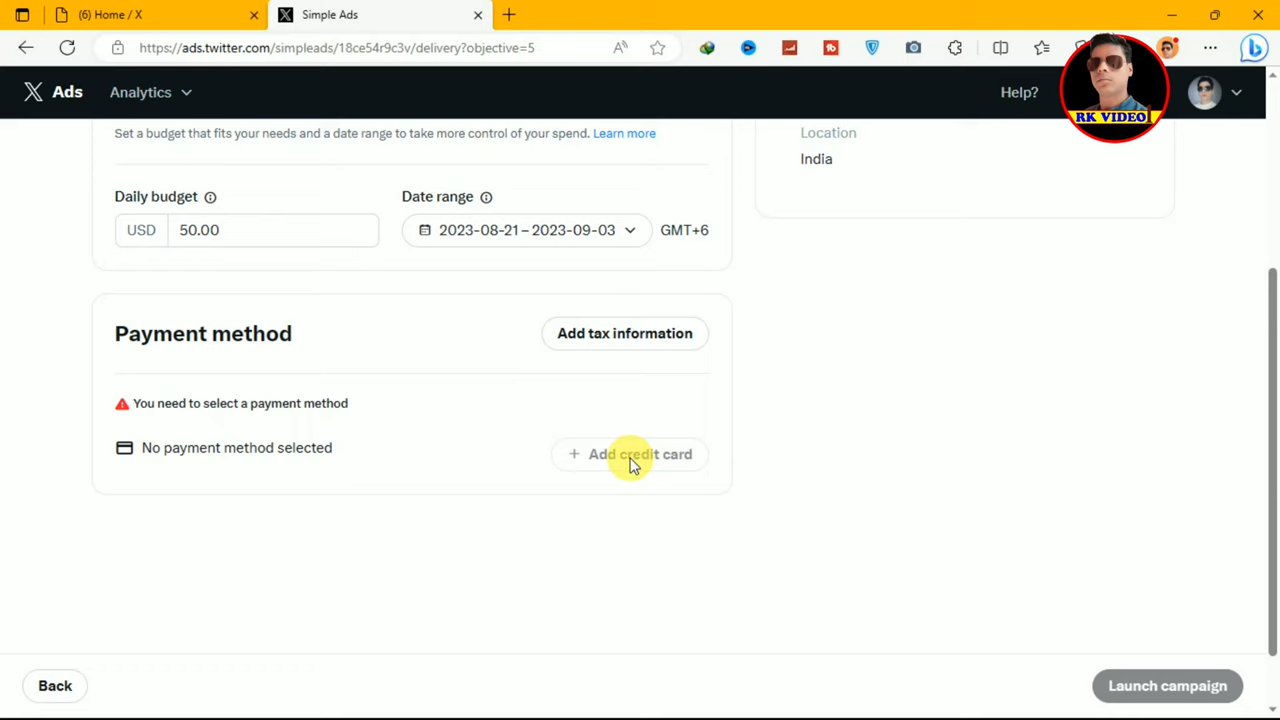 (6) Home / X
Simple Ads
https://ads.twitter.com/simpleads/18ce54r9c3v/delivery?objective=5
Ads
Analytics
Help?
RK VIDEO1
Set a budget that fits your needs and a date range to take more control of your spend. Learn more
Location
India
Daily budget
Date range
USD
50.00
2023-08-21 – 2023-09-03
GMT+6
Payment method
Add tax information
You need to select a payment method
No payment method selected
+ Add credit card
Back
Launch campaign